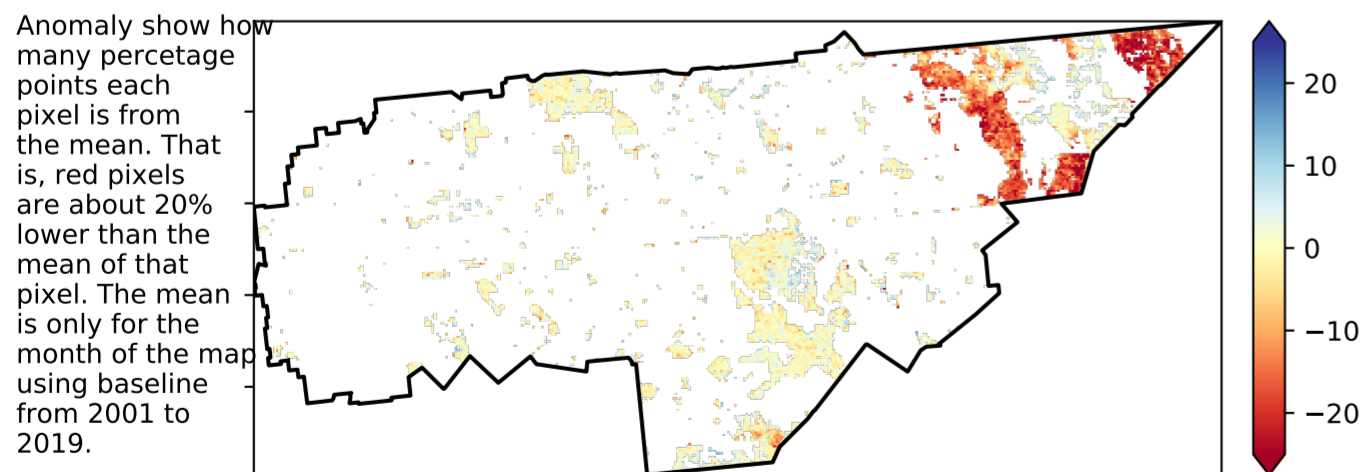 Anomaly show how
many percetage
points each
pixel is from
the mean. That
is, red pixels
are about 20%
lower than the
mean of that
pixel. The mean
is only for the
month of the map
using baseline
from 2001 to
2019.
20
10
0
−10
−20